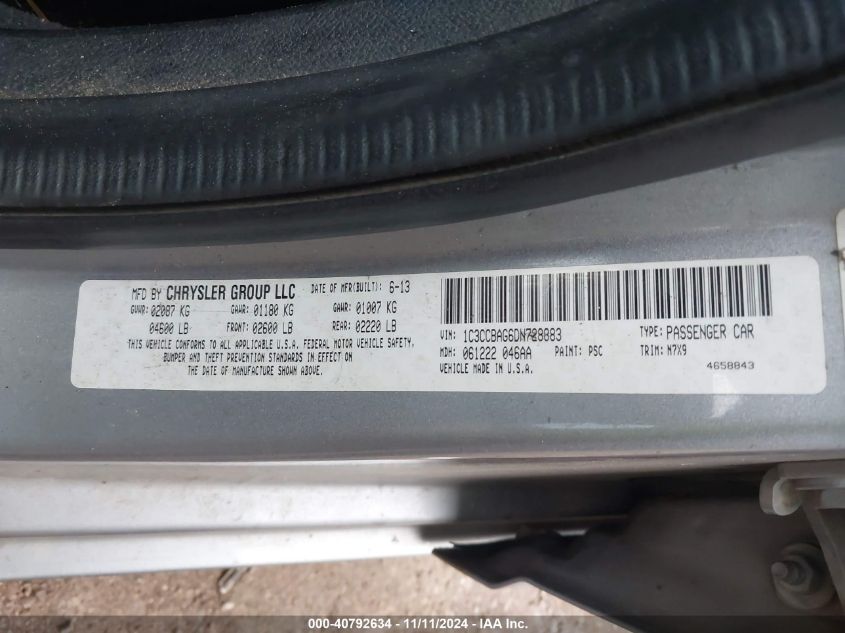 MFD BY CHRYSLER GROUP LLC DATE OF MFR(BUILT): 6-13
GVWR: 02087 KG GAWR: 01180 KG GAWR: 01007 KG
04600 LB FRONT: 02600 LB REAR: 02220 LB
THIS VEHICLE CONFORMS TO ALL APPLICABLE U.S.A. FEDERAL MOTOR VEHICLE SAFETY,
BUMPER AND THEFT PREVENTION STANDARDS IN EFFECT ON
THE DATE OF MANUFACTURE SHOWN ABOVE.
VIN: 1C3CCBAG6DN728883 TYPE: PASSENGER CAR
MDH: 061222 046AA PAINT: PSC TRIM: N7X9
VEHICLE MADE IN U.S.A. 4658843
000-40792634 - 11/11/2024 - IAA Inc.